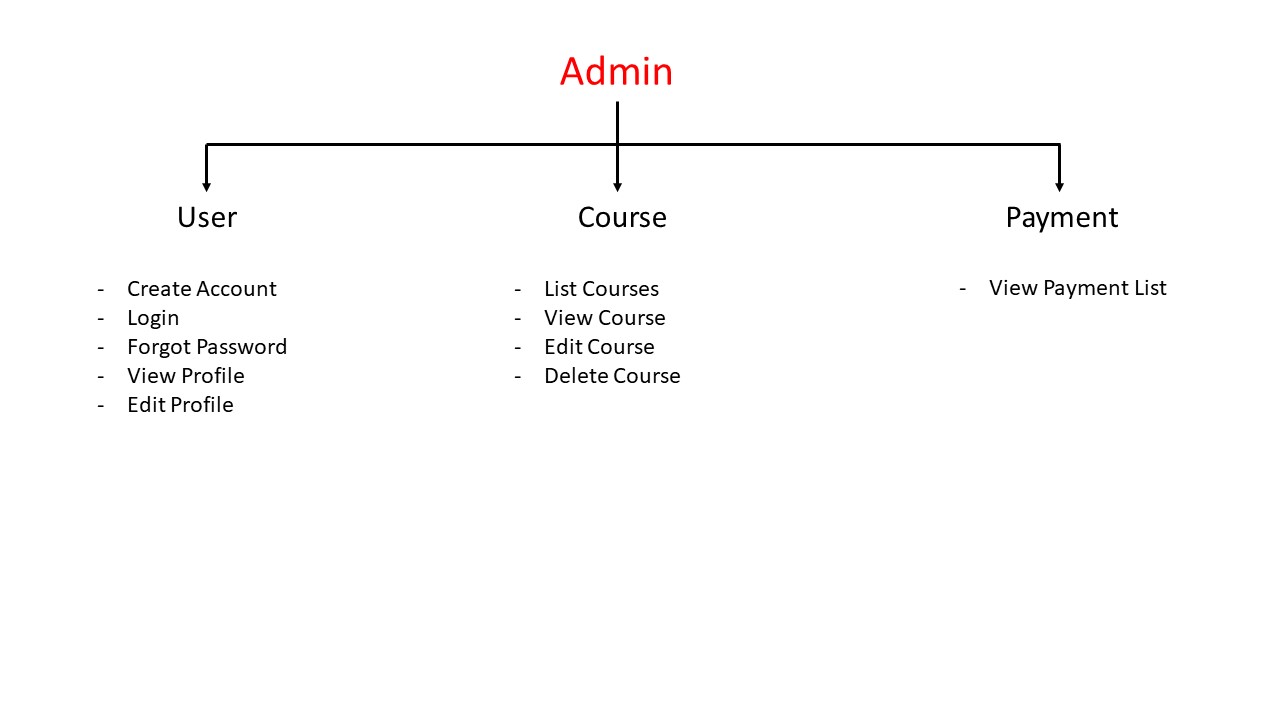 Admin
User
Course
Payment
- Create Account
- Login
- Forgot Password
- View Profile
- Edit Profile
- List Courses
- View Course
- Edit Course
- Delete Course
- View Payment List